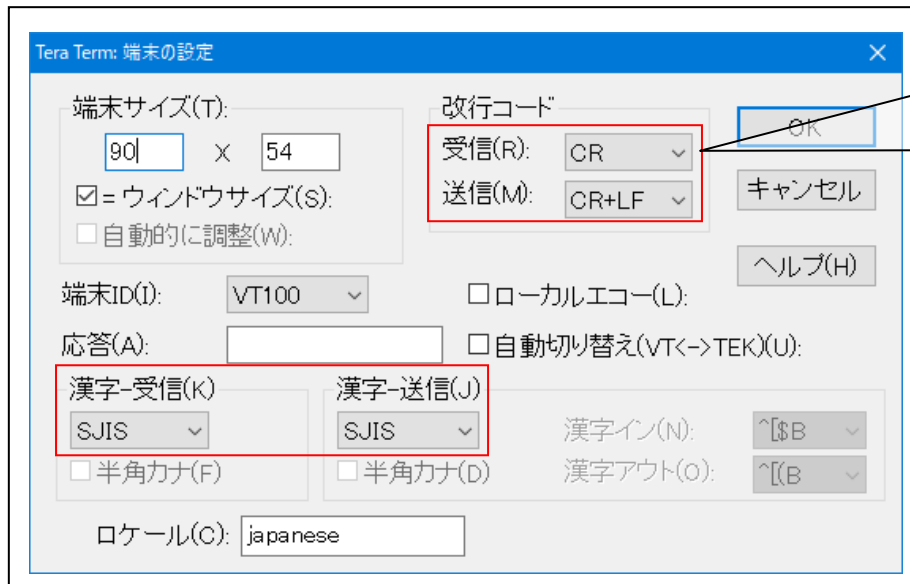 Tera Term: 端末の設定
端末サイズ(T):
90 X 54
= ウィンドウサイズ(S):
自動的に調整(W):
改行コード
受信(R): CR
送信(M): CR+LF
OK
キャンセル
ヘルプ(H)
端末ID(I): VT100
ローカルエコー(L):
応答(A):
自動切り替え(VT<->TEK)(U):
漢字-受信(K)
SJIS
半角カナ(F)
漢字-送信(J)
SJIS
半角カナ(D)
漢字イン(N): ^[$B
漢字アウト(O): ^[(B
ロケール(C): japanese